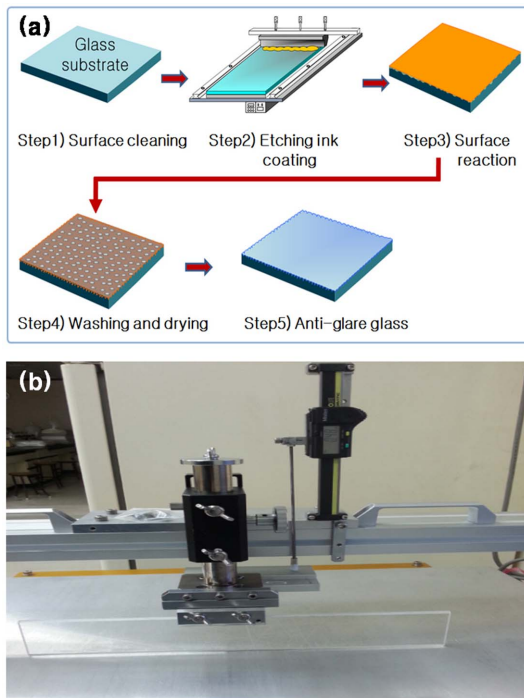 (a)
Glass
substrate
Step1) Surface cleaning
Step2) Etching ink
coating
Step3) Surface
reaction
Step4) Washing and drying
Step5) Anti-glare glass
(b)